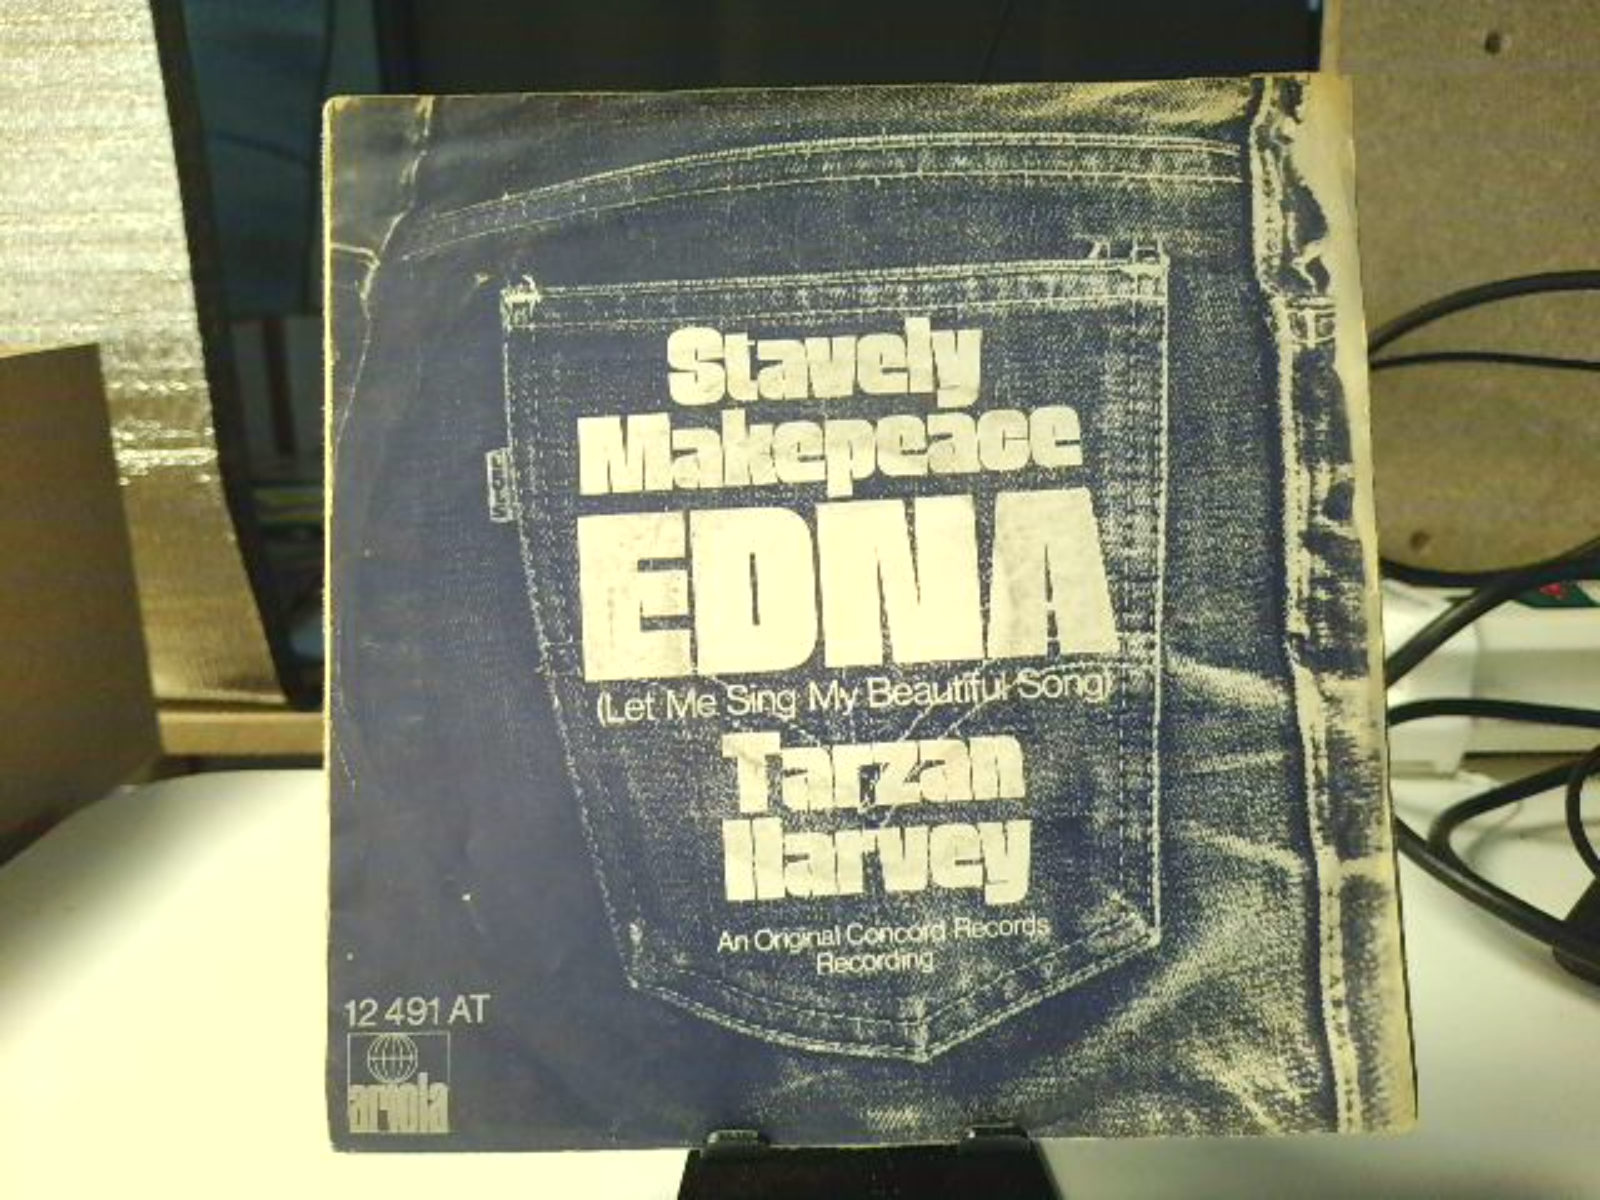 Stavely
Makepeace
EDNA
(Let Me Sing My Beautiful Song)
Tarzan
Harvey
An Original Concord Records
Recording
12 491 AT
ariola